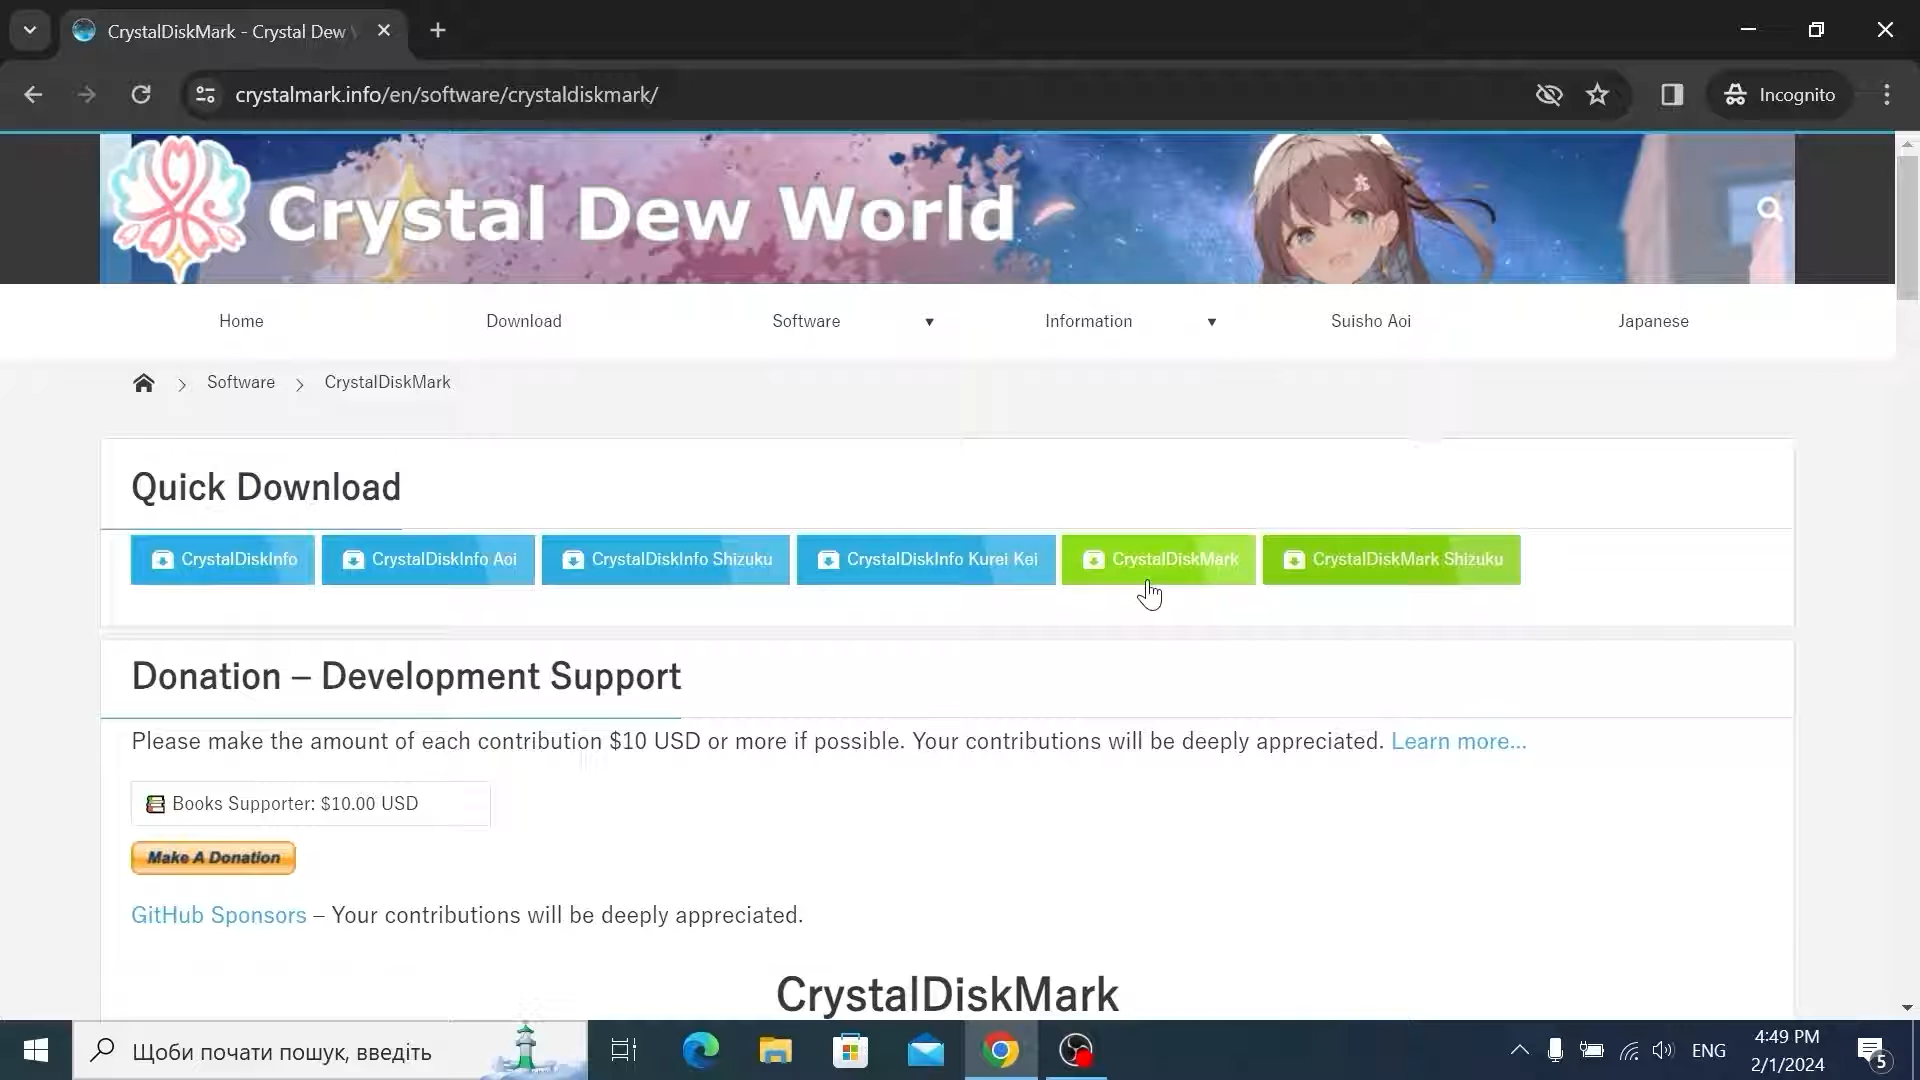 CrystalDiskMark - Crystal Dew
crystalmark.info/en/software/crystaldiskmark/
Incognito
Crystal Dew World
Home Download Software ▼ Information ▼ Suisho Aoi Japanese
Software > CrystalDiskMark
Quick Download
CrystalDiskInfo CrystalDiskInfo Aoi CrystalDiskInfo Shizuku CrystalDiskInfo Kurei Kei CrystalDiskMark CrystalDiskMark Shizuku
Donation – Development Support
Please make the amount of each contribution $10 USD or more if possible. Your contributions will be deeply appreciated. Learn more...
Books Supporter: $10.00 USD
Make A Donation
GitHub Sponsors – Your contributions will be deeply appreciated.
CrystalDiskMark
Щоби почати пошук, введіть
ENG
4:49 PM
2/1/2024
5